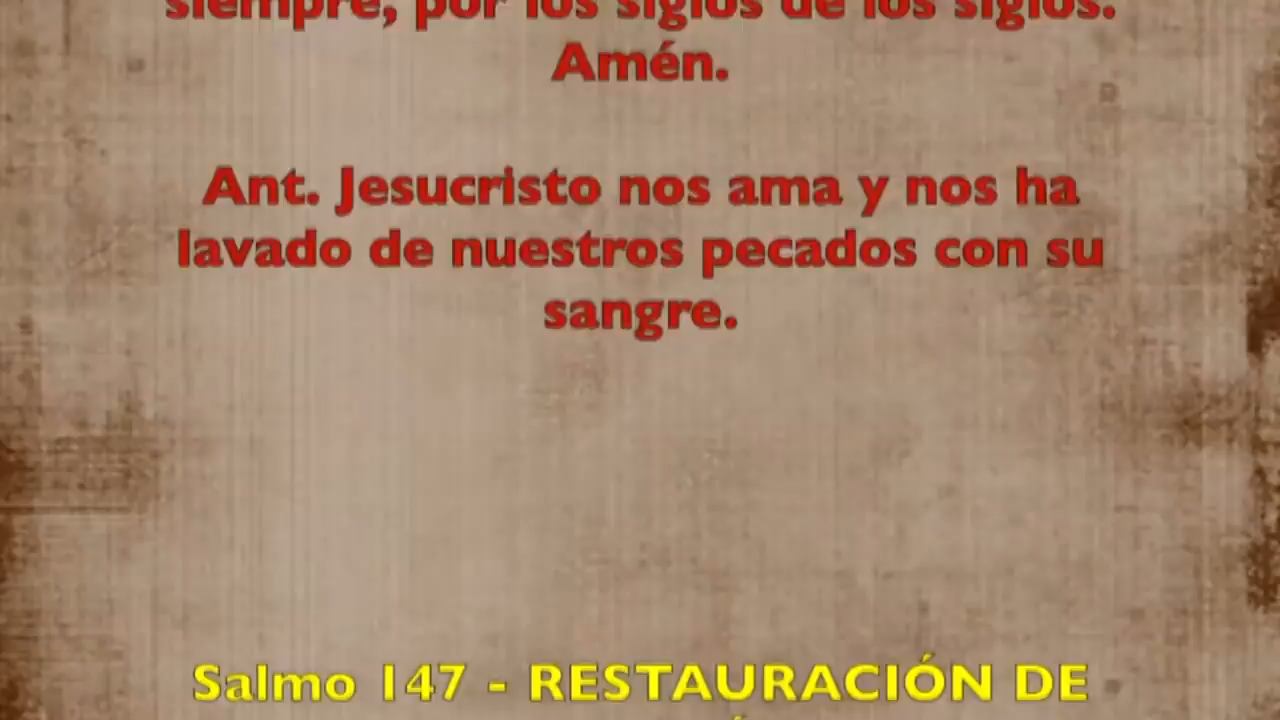 siempre, por los siglos de los siglos.
Amén.
Ant. Jesucristo nos ama y nos ha
lavado de nuestros pecados con su
sangre.
Salmo 147 - RESTAURACIÓN DE